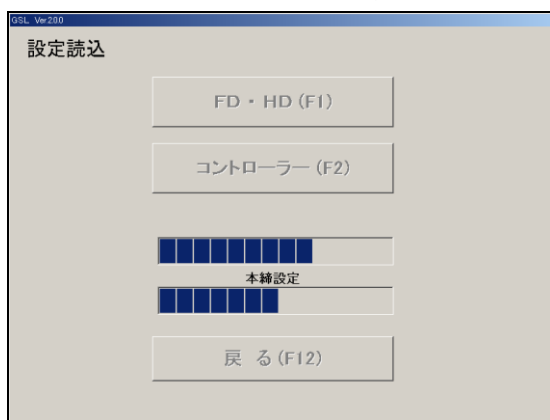 GSL Ver2.00
設定読込
FD・HD(F1)
コントローラー(F2)
本締設定
戻 る(F12)